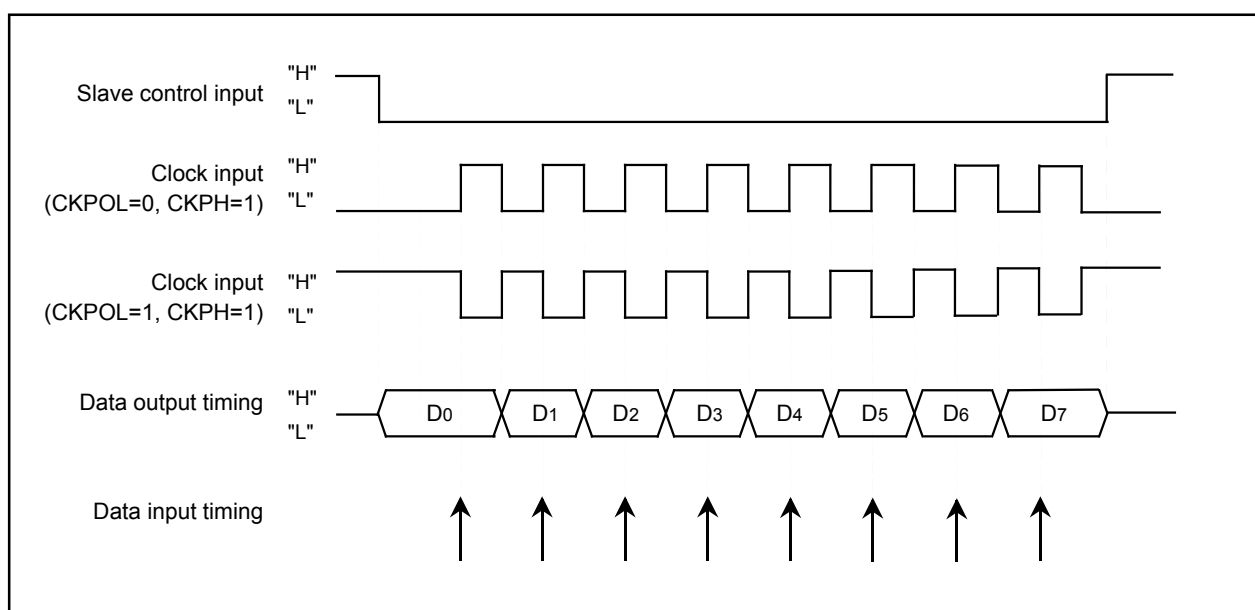 Slave control input
"H"
"L"
Clock input
(CKPOL=0, CKPH=1)
"H"
"L"
Clock input
(CKPOL=1, CKPH=1)
"H"
"L"
Data output timing
"H"
"L"
D0
D1
D2
D3
D4
D5
D6
D7
Data input timing